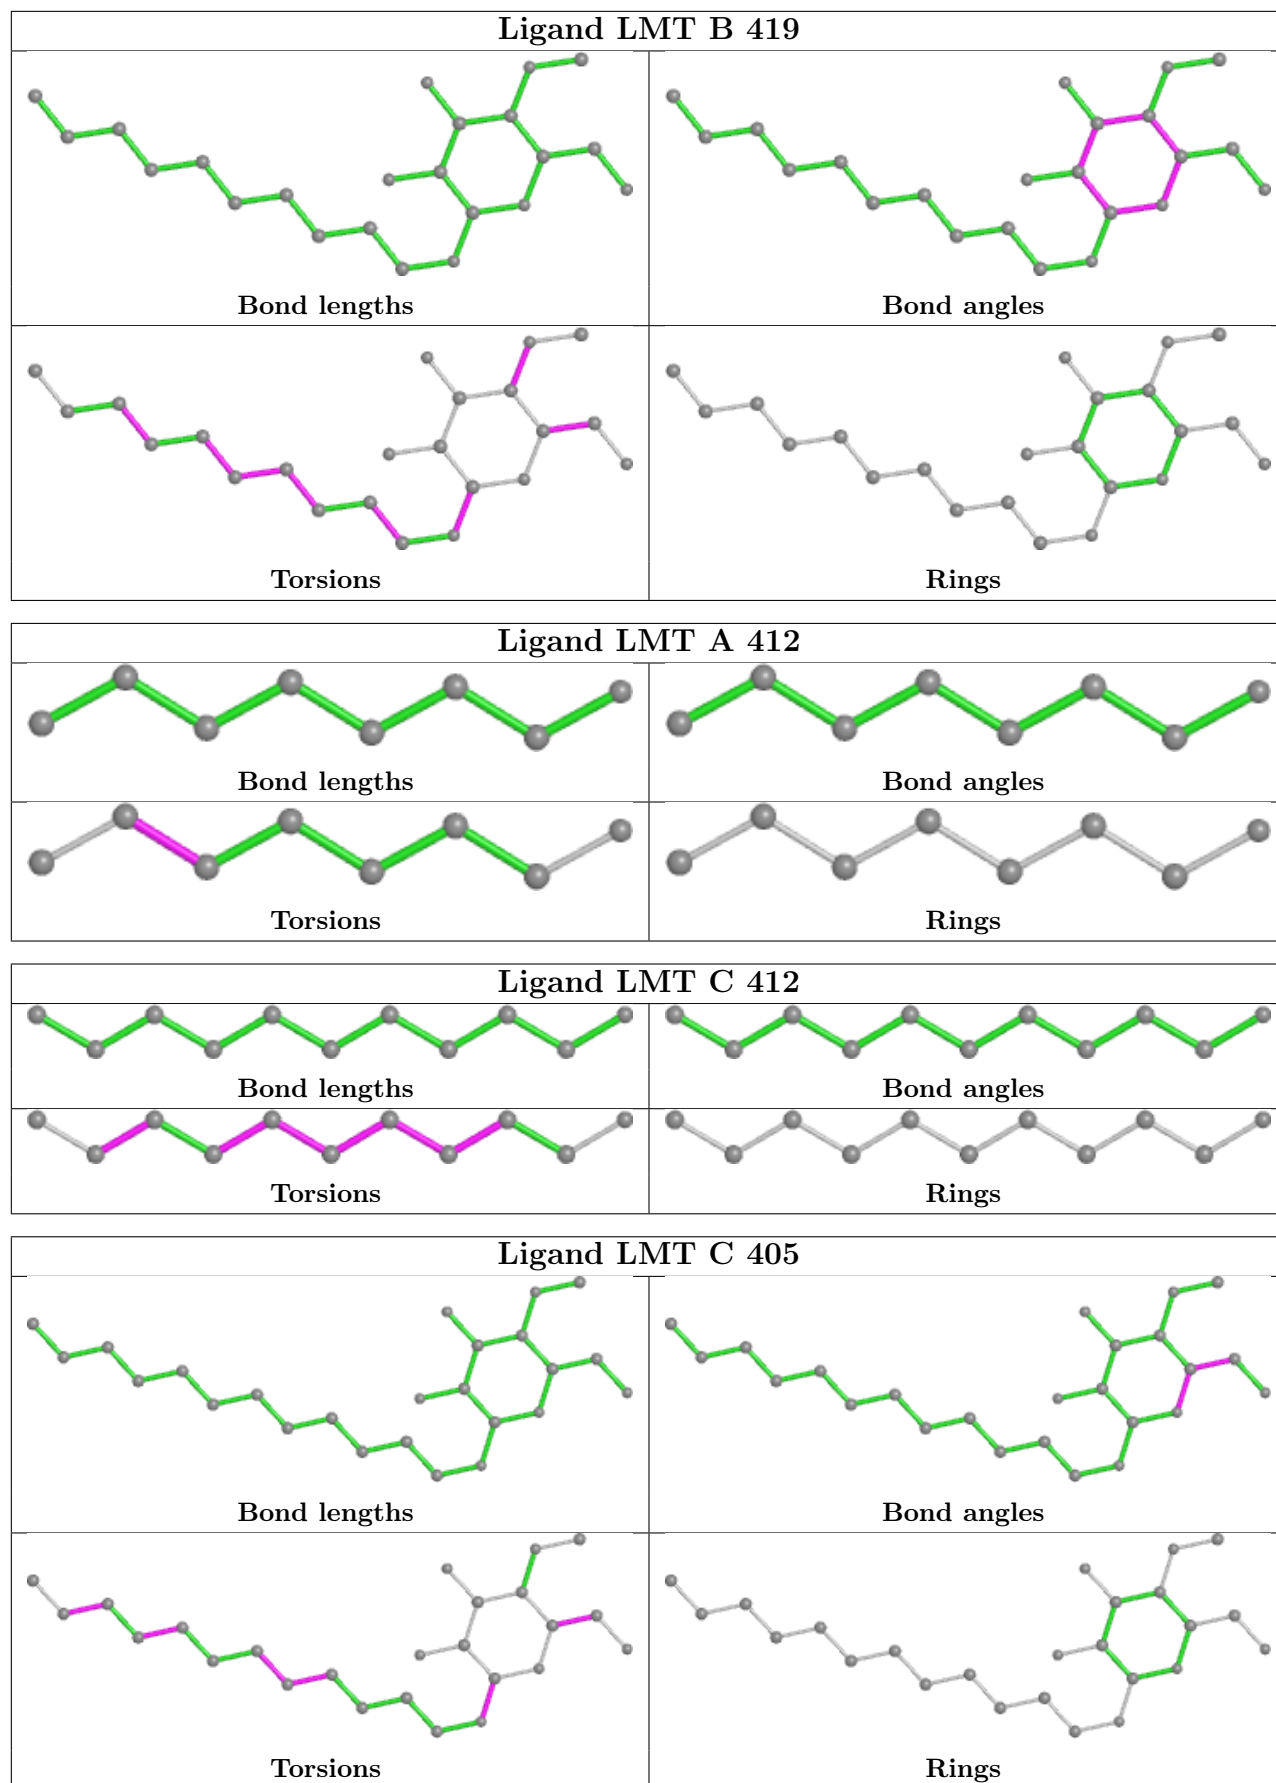 Ligand LMT B 419
Bond lengths
Bond angles
Torsions
Rings
Ligand LMT A 412
Bond lengths
Bond angles
Torsions
Rings
Ligand LMT C 412
Bond lengths
Bond angles
Torsions
Rings
Ligand LMT C 405
Bond lengths
Bond angles
Torsions
Rings